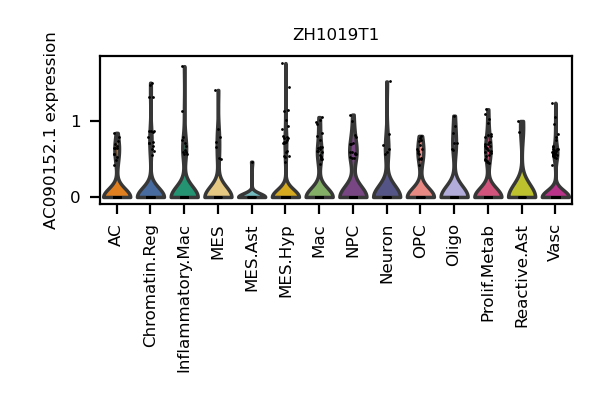 ZH1019T1
AC090152.1 expression
1
0
AC
Chromatin.Reg
Inflammatory.Mac
MES
MES.Ast
MES.Hyp
Mac
NPC
Neuron
OPC
Oligo
Prolif.Metab
Reactive.Ast
Vasc